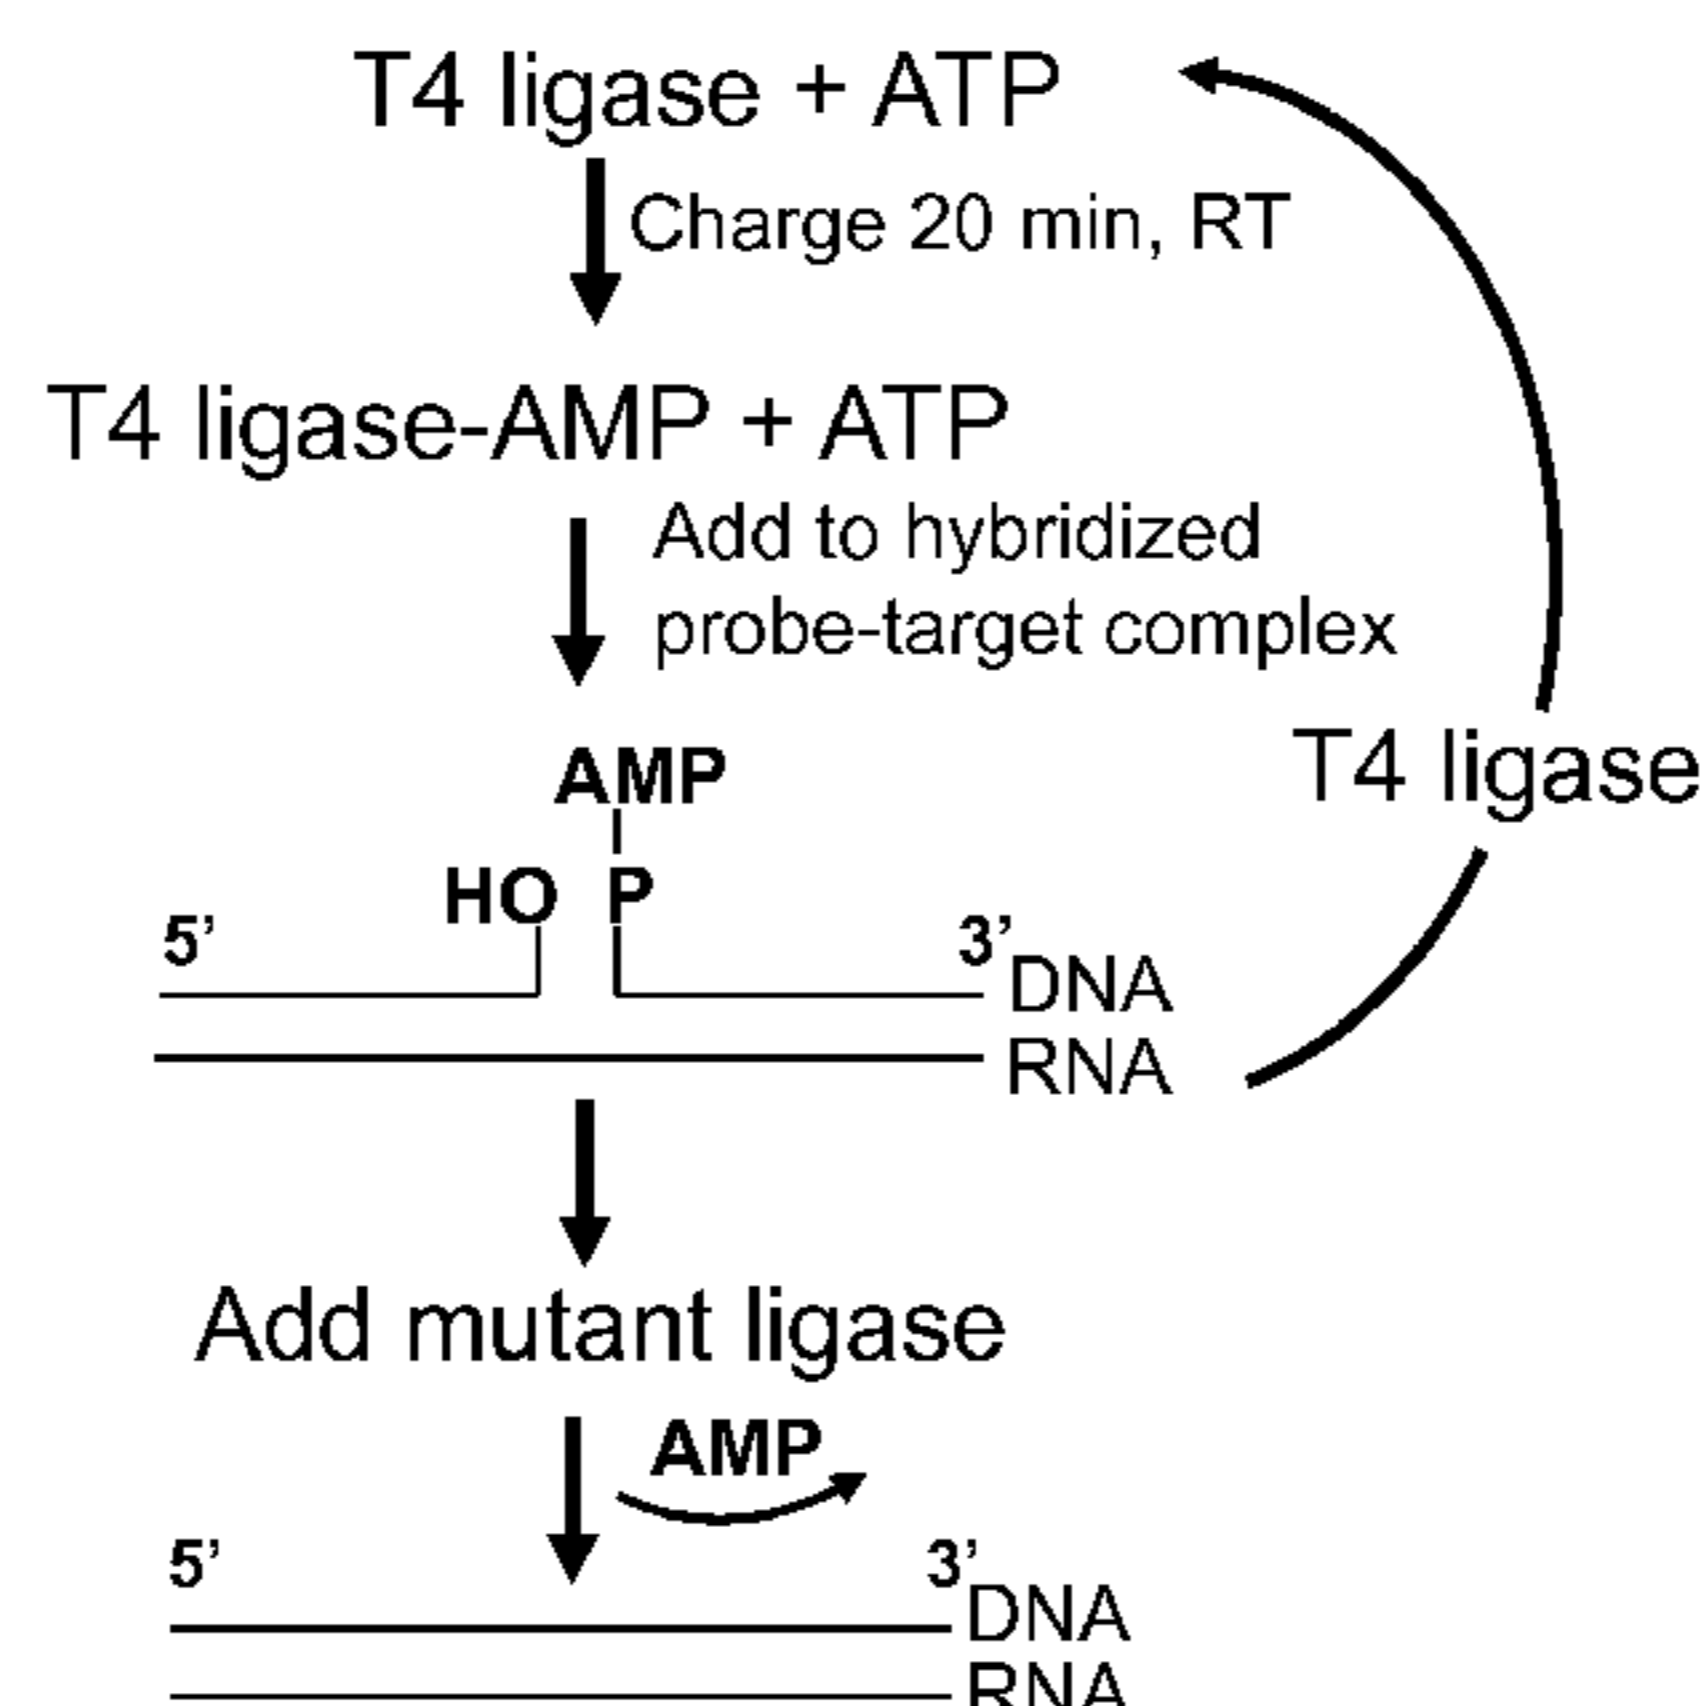 T4 ligase + ATP
Charge 20 min, RT
T4 ligase-AMP + ATP
Add to hybridized
probe-target complex
AMP
T4 ligase
HO P
5’ 3’
DNA
RNA
Add mutant ligase
AMP
5’ 3’
DNA
RNA